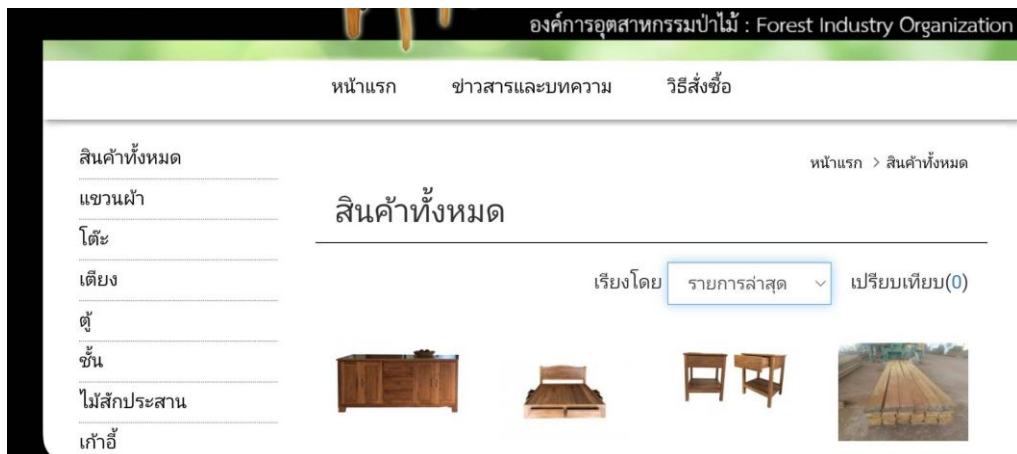 องค์การอุตสาหกรรมป่าไม้ : Forest Industry Organization
หน้าแรก ข่าวสารและบทความ วิธีสั่งซื้อ
หน้าแรก > สินค้าทั้งหมด
สินค้าทั้งหมด
แขวนผ้า
โต๊ะ
เตียง
ตู้
ชั้น
ไม้สักประสาน
เก้าอี้
สินค้าทั้งหมด
เรียงโดย รายการล่าสุด เปรียบเทียบ(0)